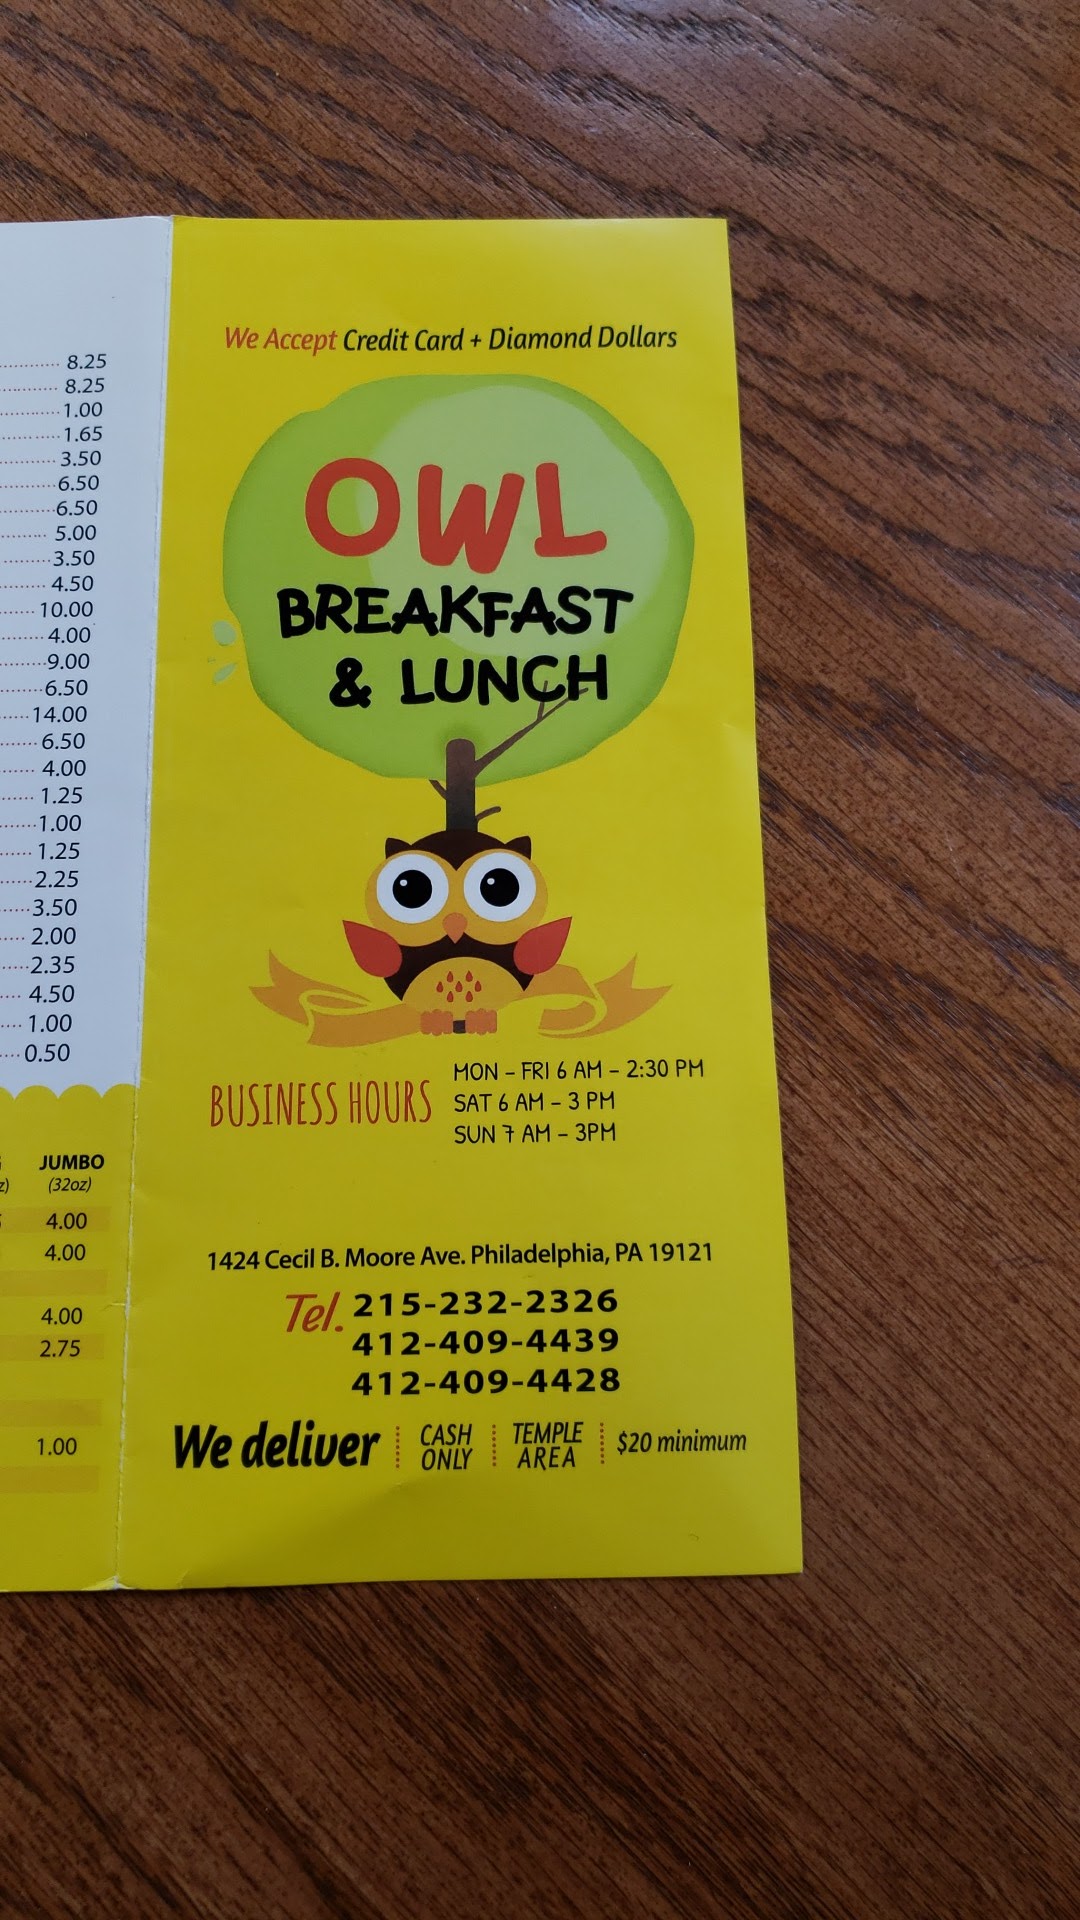 8.25
8.25
1.00
1.65
3.50
6.50
6.50
5.00
3.50
4.50
10.00
4.00
9.00
6.50
14.00
6.50
4.00
1.25
1.00
1.25
2.25
3.50
2.00
2.35
4.50
1.00
0.50
JUMBO
(32oz)
4.00
4.00
4.00
2.75
1.00
We Accept Credit Card + Diamond Dollars
OWL
BREAKFAST
& LUNCH
BUSINESS HOURS
MON - FRI 6 AM - 2:30 PM
SAT 6 AM - 3 PM
SUN 7 AM - 3PM
1424 Cecil B. Moore Ave. Philadelphia, PA 19121
Tel. 215-232-2326
412-409-4439
412-409-4428
We deliver CASH ONLY TEMPLE AREA $20 minimum